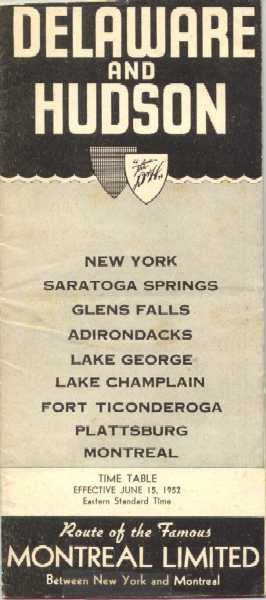 DELAWARE
AND
HUDSON
"The
D&H"
NEW YORK
SARATOGA SPRINGS
GLENS FALLS
ADIRONDACKS
LAKE GEORGE
LAKE CHAMPLAIN
FORT TICONDEROGA
PLATTSBURG
MONTREAL
TIME TABLE
EFFECTIVE JUNE 15, 1952
Eastern Standard Time
Route of the Famous
MONTREAL LIMITED
Between New York and Montreal